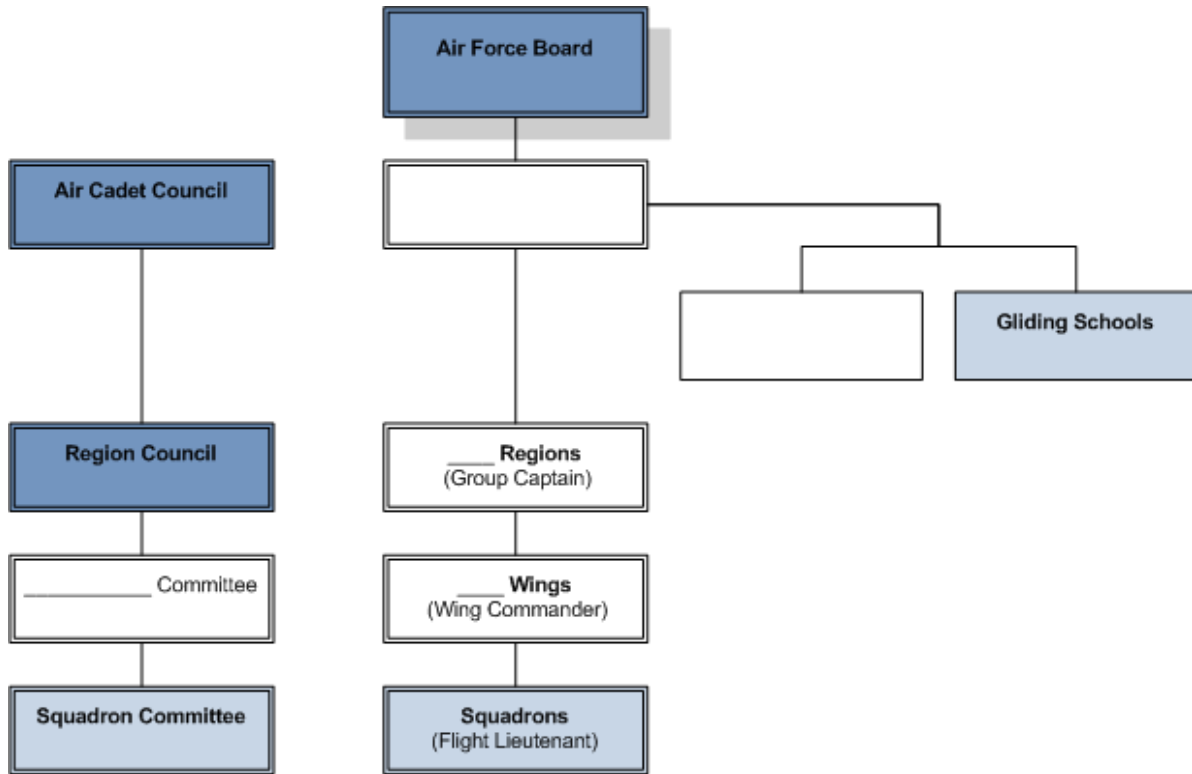 Air Force Board
Air Cadet Council
Gliding Schools
Region Council
____ Regions
(Group Captain)
___________ Committee
____ Wings
(Wing Commander)
Squadron Committee
Squadrons
(Flight Lieutenant)